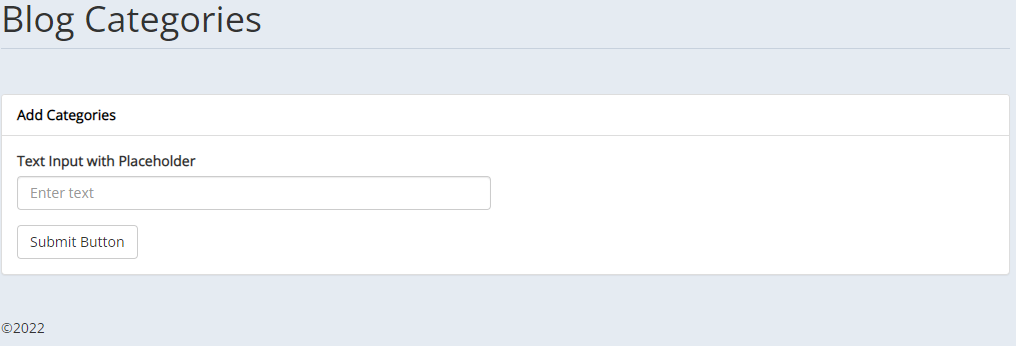 Blog Categories
Add Categories
Text Input with Placeholder
Enter text
Submit Button
©2022